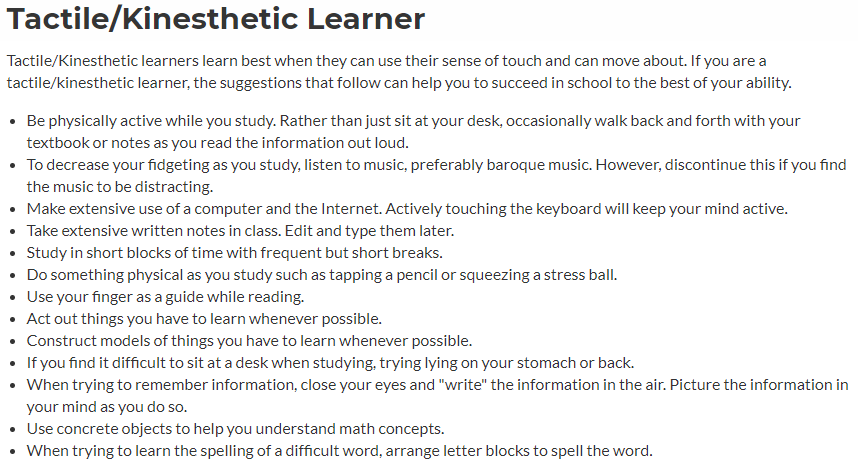 Tactile/Kinesthetic Learner
Tactile/Kinesthetic learners learn best when they can use their sense of touch and can move about. If you are a
tactile/kinesthetic learner, the suggestions that follow can help you to succeed in school to the best of your ability.
• Be physically active while you study. Rather than just sit at your desk, occasionally walk back and forth with your
textbook or notes as you read the information out loud.
• To decrease your fidgeting as you study, listen to music, preferably baroque music. However, discontinue this if you find
the music to be distracting.
• Make extensive use of a computer and the Internet. Actively touching the keyboard will keep your mind active.
• Take extensive written notes in class. Edit and type them later.
• Study in short blocks of time with frequent but short breaks.
• Do something physical as you study such as tapping a pencil or squeezing a stress ball.
• Use your finger as a guide while reading.
• Act out things you have to learn whenever possible.
• Construct models of things you have to learn whenever possible.
• If you find it difficult to sit at a desk when studying, trying lying on your stomach or back.
• When trying to remember information, close your eyes and "write" the information in the air. Picture the information in
your mind as you do so.
• Use concrete objects to help you understand math concepts.
• When trying to learn the spelling of a difficult word, arrange letter blocks to spell the word.